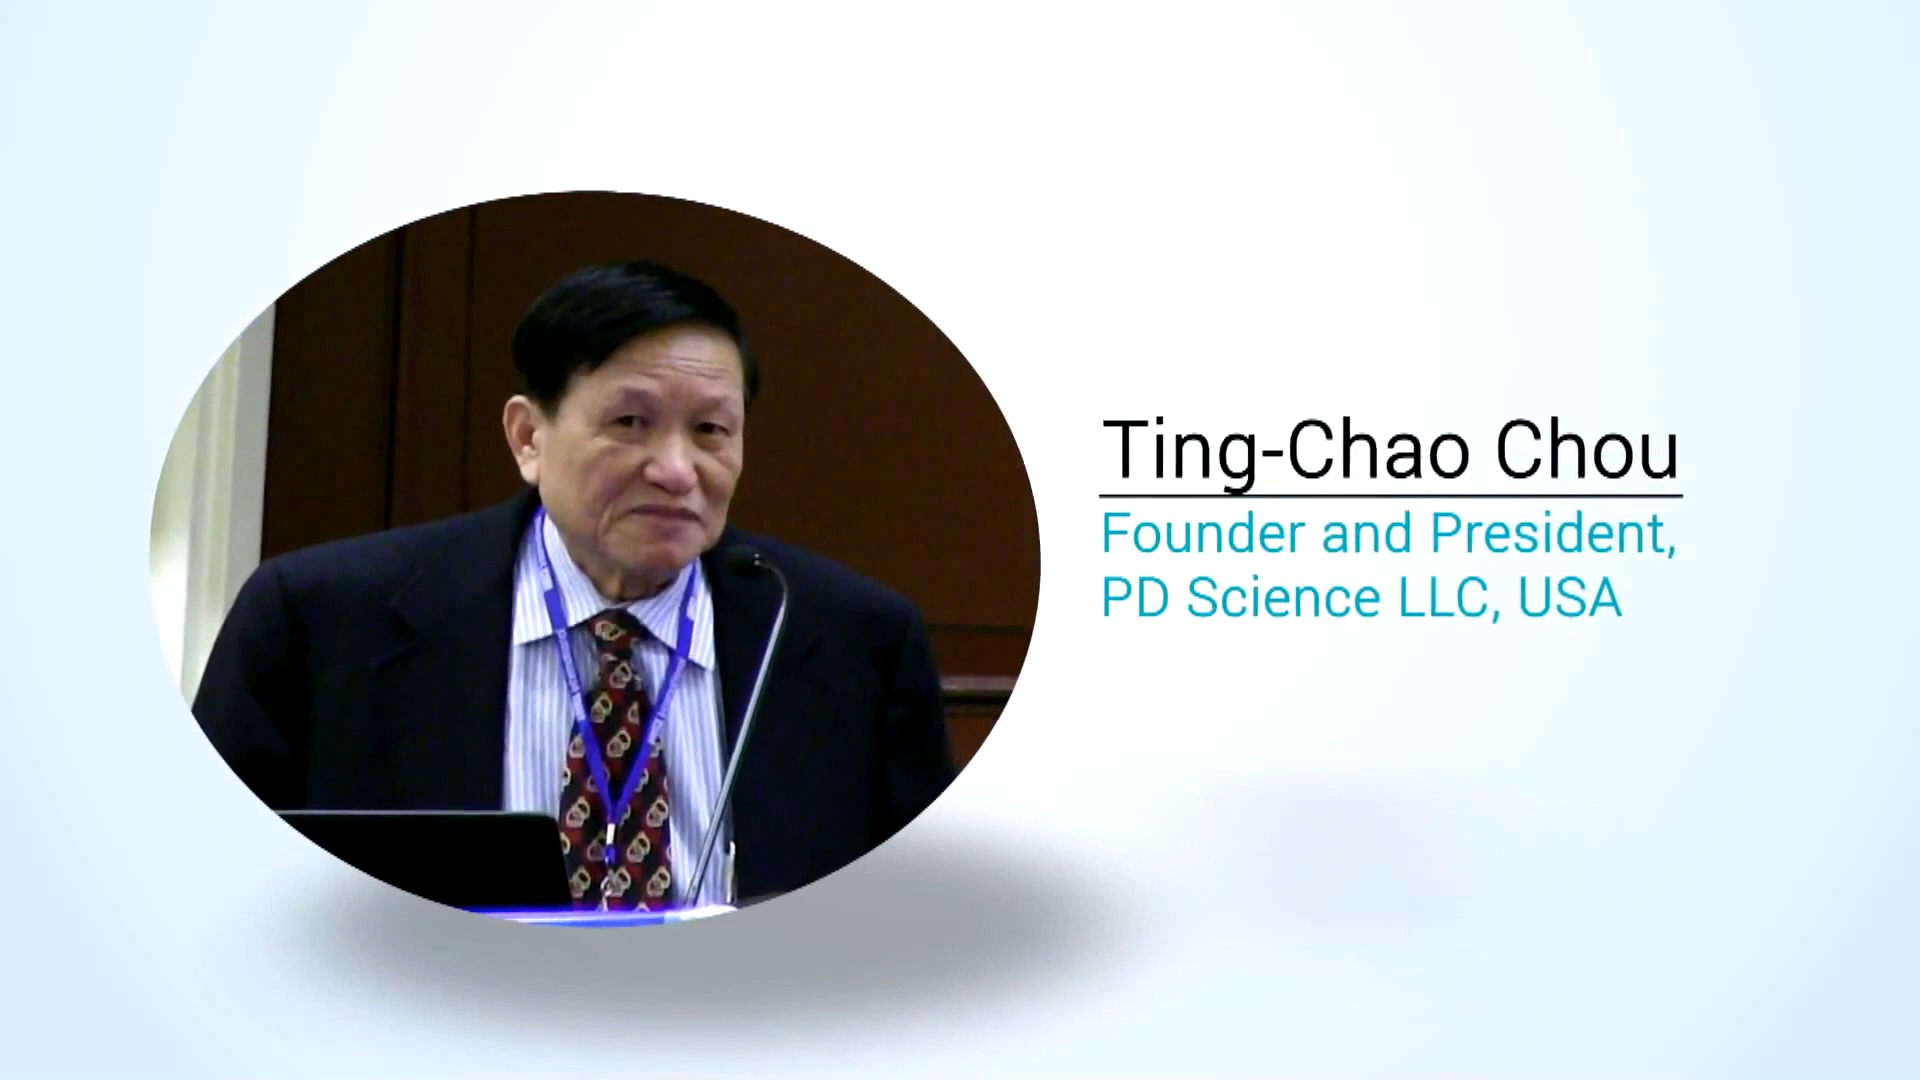 Ting-Chao Chou
Founder and President,
PD Science LLC, USA